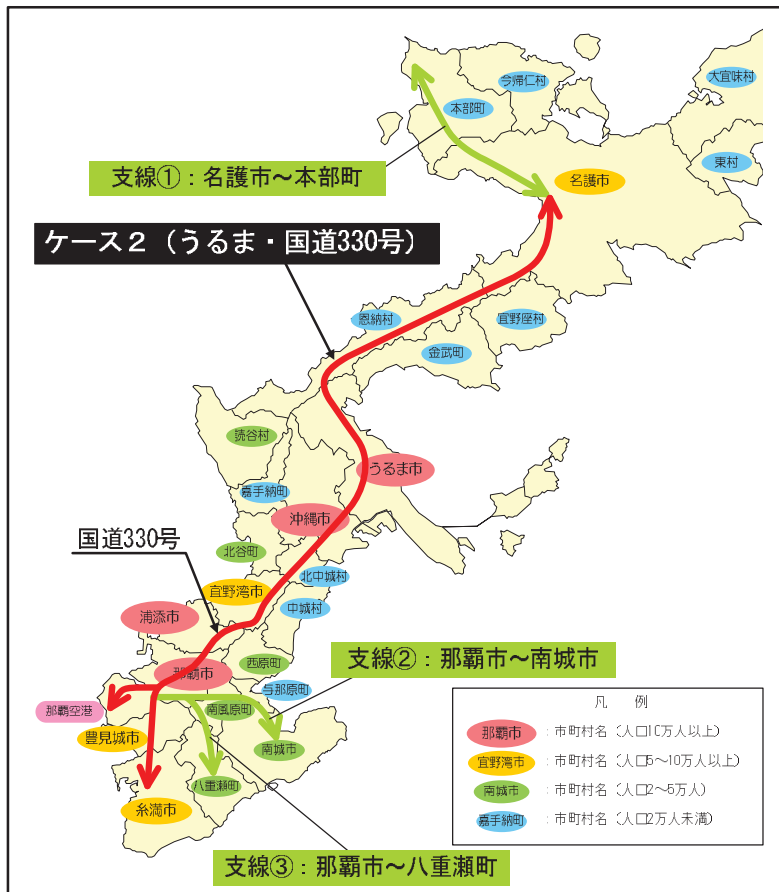 今帰仁村
大宜味村
本部町
東村
支線①：名護市～本部町
名護市
ケース２（うるま・国道330号）
恩納村
宜野座村
金武町
読谷村
うるま市
嘉手納町
沖縄市
国道330号
北谷町
北中城村
宜野湾市
中城村
浦添市
支線②：那覇市～南城市
西原町
那覇市
与那原町
那覇空港
南風原町
豊見城市
南城市
八重瀬町
糸満市
支線③：那覇市～八重瀬町
凡 例
那覇市 ：市町村名（人口10万人以上）
宜野湾市 ：市町村名（人口5～10万人以上）
南城市 ：市町村名（人口2～5万人）
嘉手納町 ：市町村名（人口2万人未満）